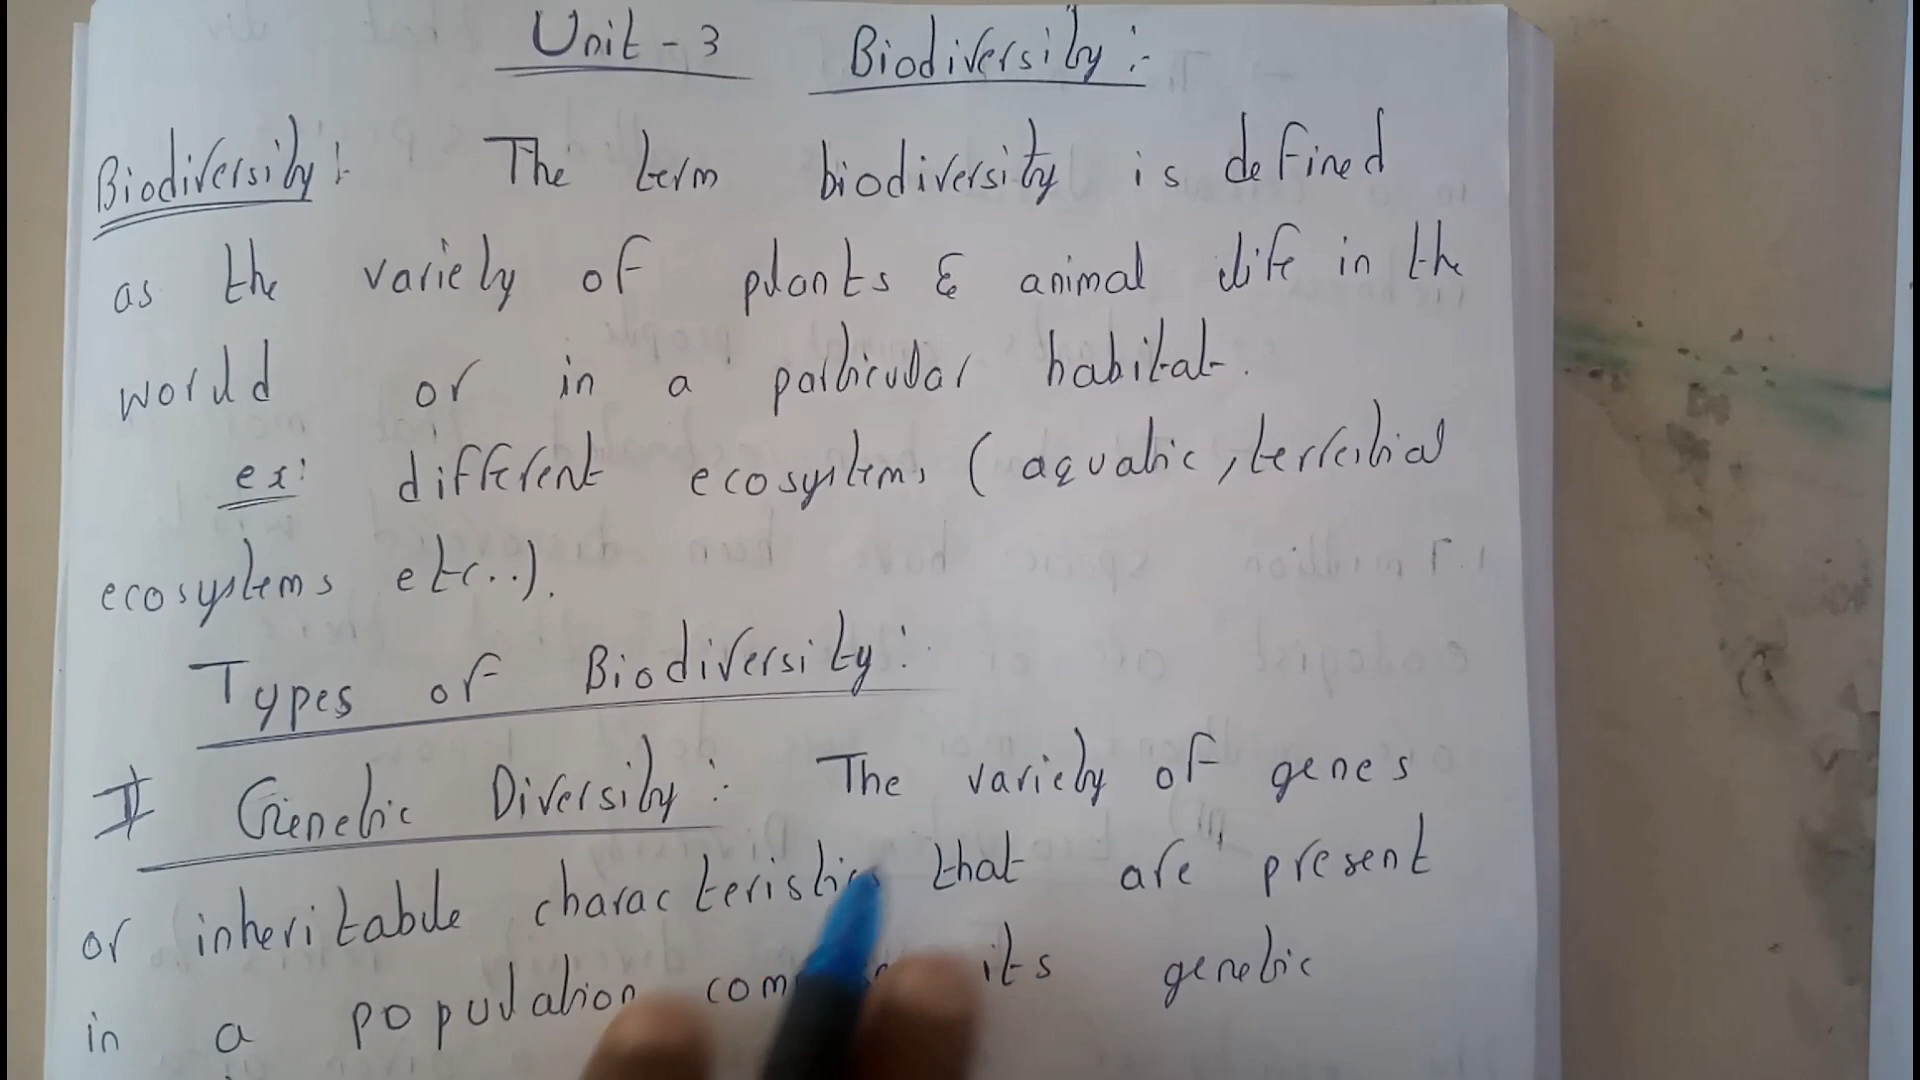 Unit - 3 Biodiversity :-
Biodiversity : The term biodiversity is defined
as the variety of plants & animal life in the
world or in a particular habitat.
ex: different ecosystems ( aquatic , terrestrial
ecosystems etc..).
Types of Biodiversity :
I Genetic Diversity : The variety of genes
or inheritable characteristics that are present
in a population its genetic